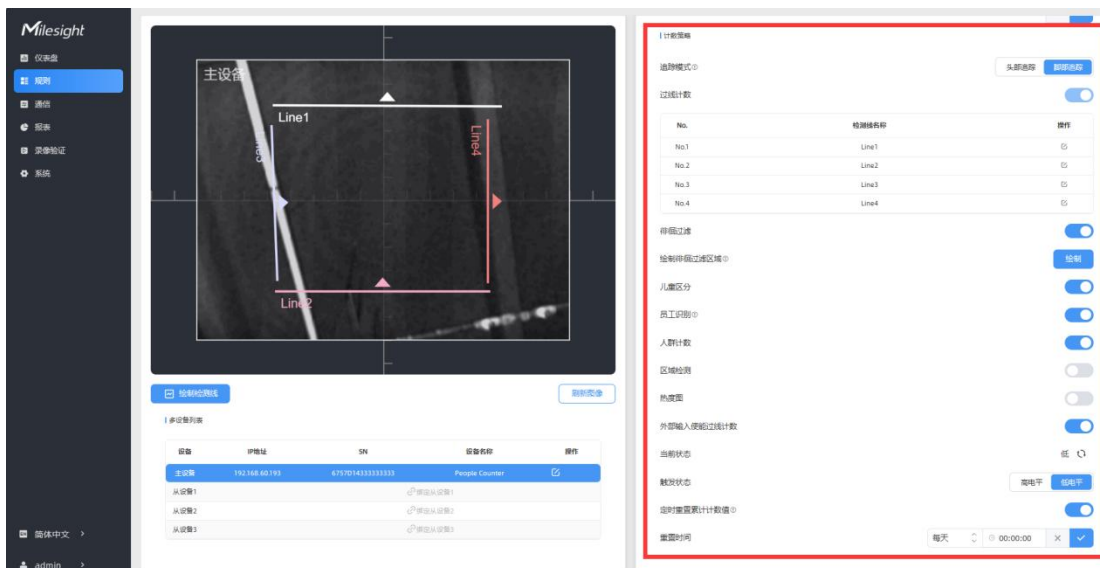 Milesight
仪表盘
规则
通信
报表
录像验证
系统
简体中文 >
admin >
主设备
Line1
Line3
Line4
Line2
绘制检测线
刷新图像
多设备列表
设备 IP地址 SN 设备名称 操作
主设备 192.168.60.193 6757D14333333333 People Counter
从设备1 绑定从设备1
从设备2 绑定从设备2
从设备3 绑定从设备3
计数策略
追踪模式 头部追踪 脚部追踪
过线计数
No. 检测线名称 操作
No.1 Line1
No.2 Line2
No.3 Line3
No.4 Line4
徘徊过滤
绘制徘徊过滤区域 绘制
儿童区分
员工识别
人群计数
区域检测
热度图
外部输入使能过线计数
当前状态 低
触发状态 高电平 低电平
定时重置累计计数值
重置时间 每天 00:00:00